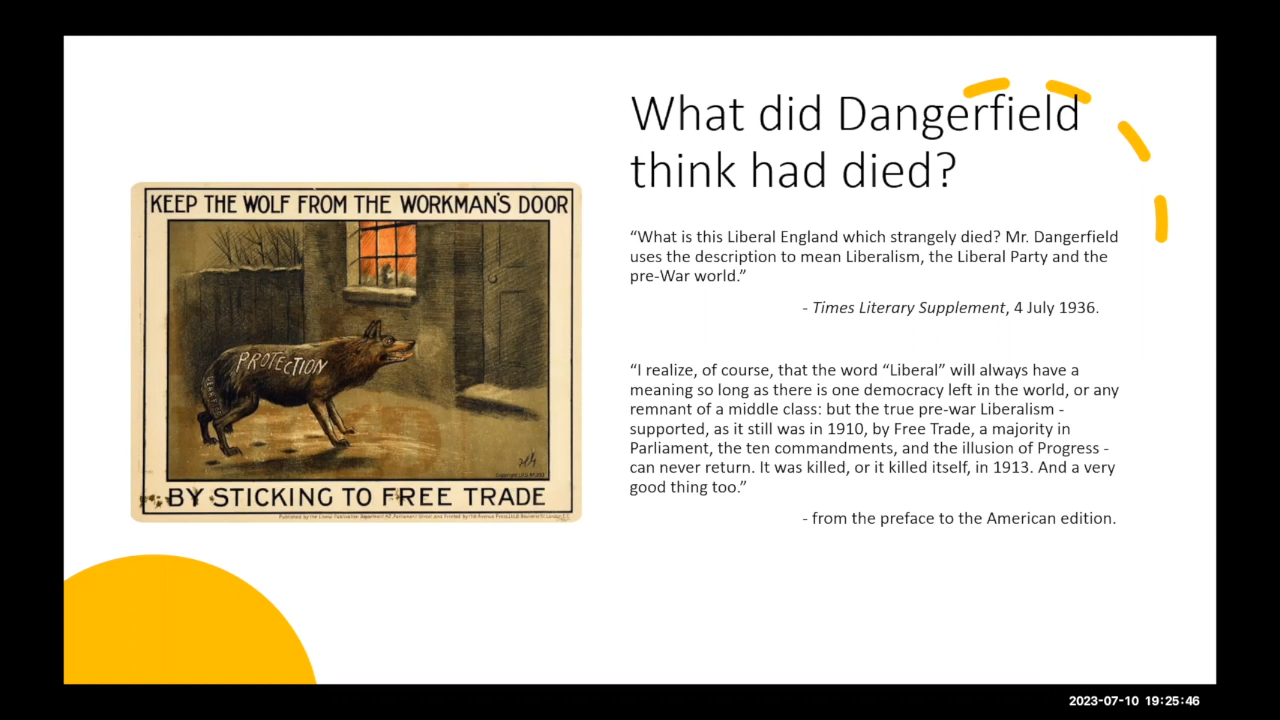 What did Dangerfield
think had died?
KEEP THE WOLF FROM THE WORKMAN'S DOOR
PROTECTION
BY STICKING TO FREE TRADE
“What is this Liberal England which strangely died? Mr. Dangerfield
uses the description to mean Liberalism, the Liberal Party and the
pre-War world.”
- Times Literary Supplement, 4 July 1936.
“I realize, of course, that the word “Liberal” will always have a
meaning so long as there is one democracy left in the world, or any
remnant of a middle class: but the true pre-war Liberalism -
supported, as it still was in 1910, by Free Trade, a majority in
Parliament, the ten commandments, and the illusion of Progress -
can never return. It was killed, or it killed itself, in 1913. And a very
good thing too.”
- from the preface to the American edition.
2023-07-10 19:25:46